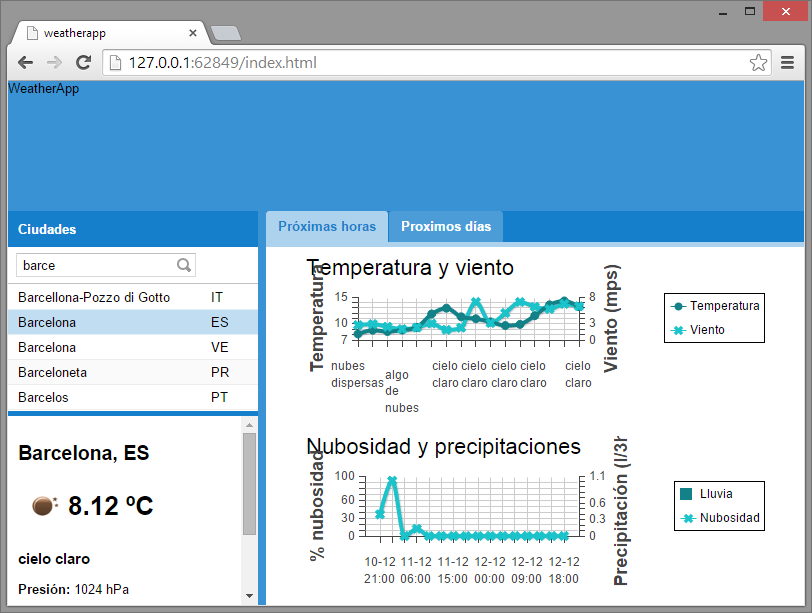 weatherapp
127.0.0.1:62849/index.html
WeatherApp
Ciudades
barce
Barcellona-Pozzo di Gotto IT
Barcelona ES
Barcelona VE
Barceloneta PR
Barcelos PT
Barcelona, ES
8.12 ºC
cielo claro
Presión: 1024 hPa
Próximas horas
Proximos días
Temperatura y viento
Temperatura
15
10
7
Viento (mps)
8
3
0
nubes
dispersas
algo
de
nubes
cielo
claro
cielo
claro
cielo
claro
cielo
claro
cielo
claro
Temperatura
Viento
Nubosidad y precipitaciones
% nubosidad
100
60
30
0
Precipitación (l/3h
1.1
0.6
0.3
0
10-12
21:00
11-12
06:00
11-12
15:00
12-12
00:00
12-12
09:00
12-12
18:00
Lluvia
Nubosidad